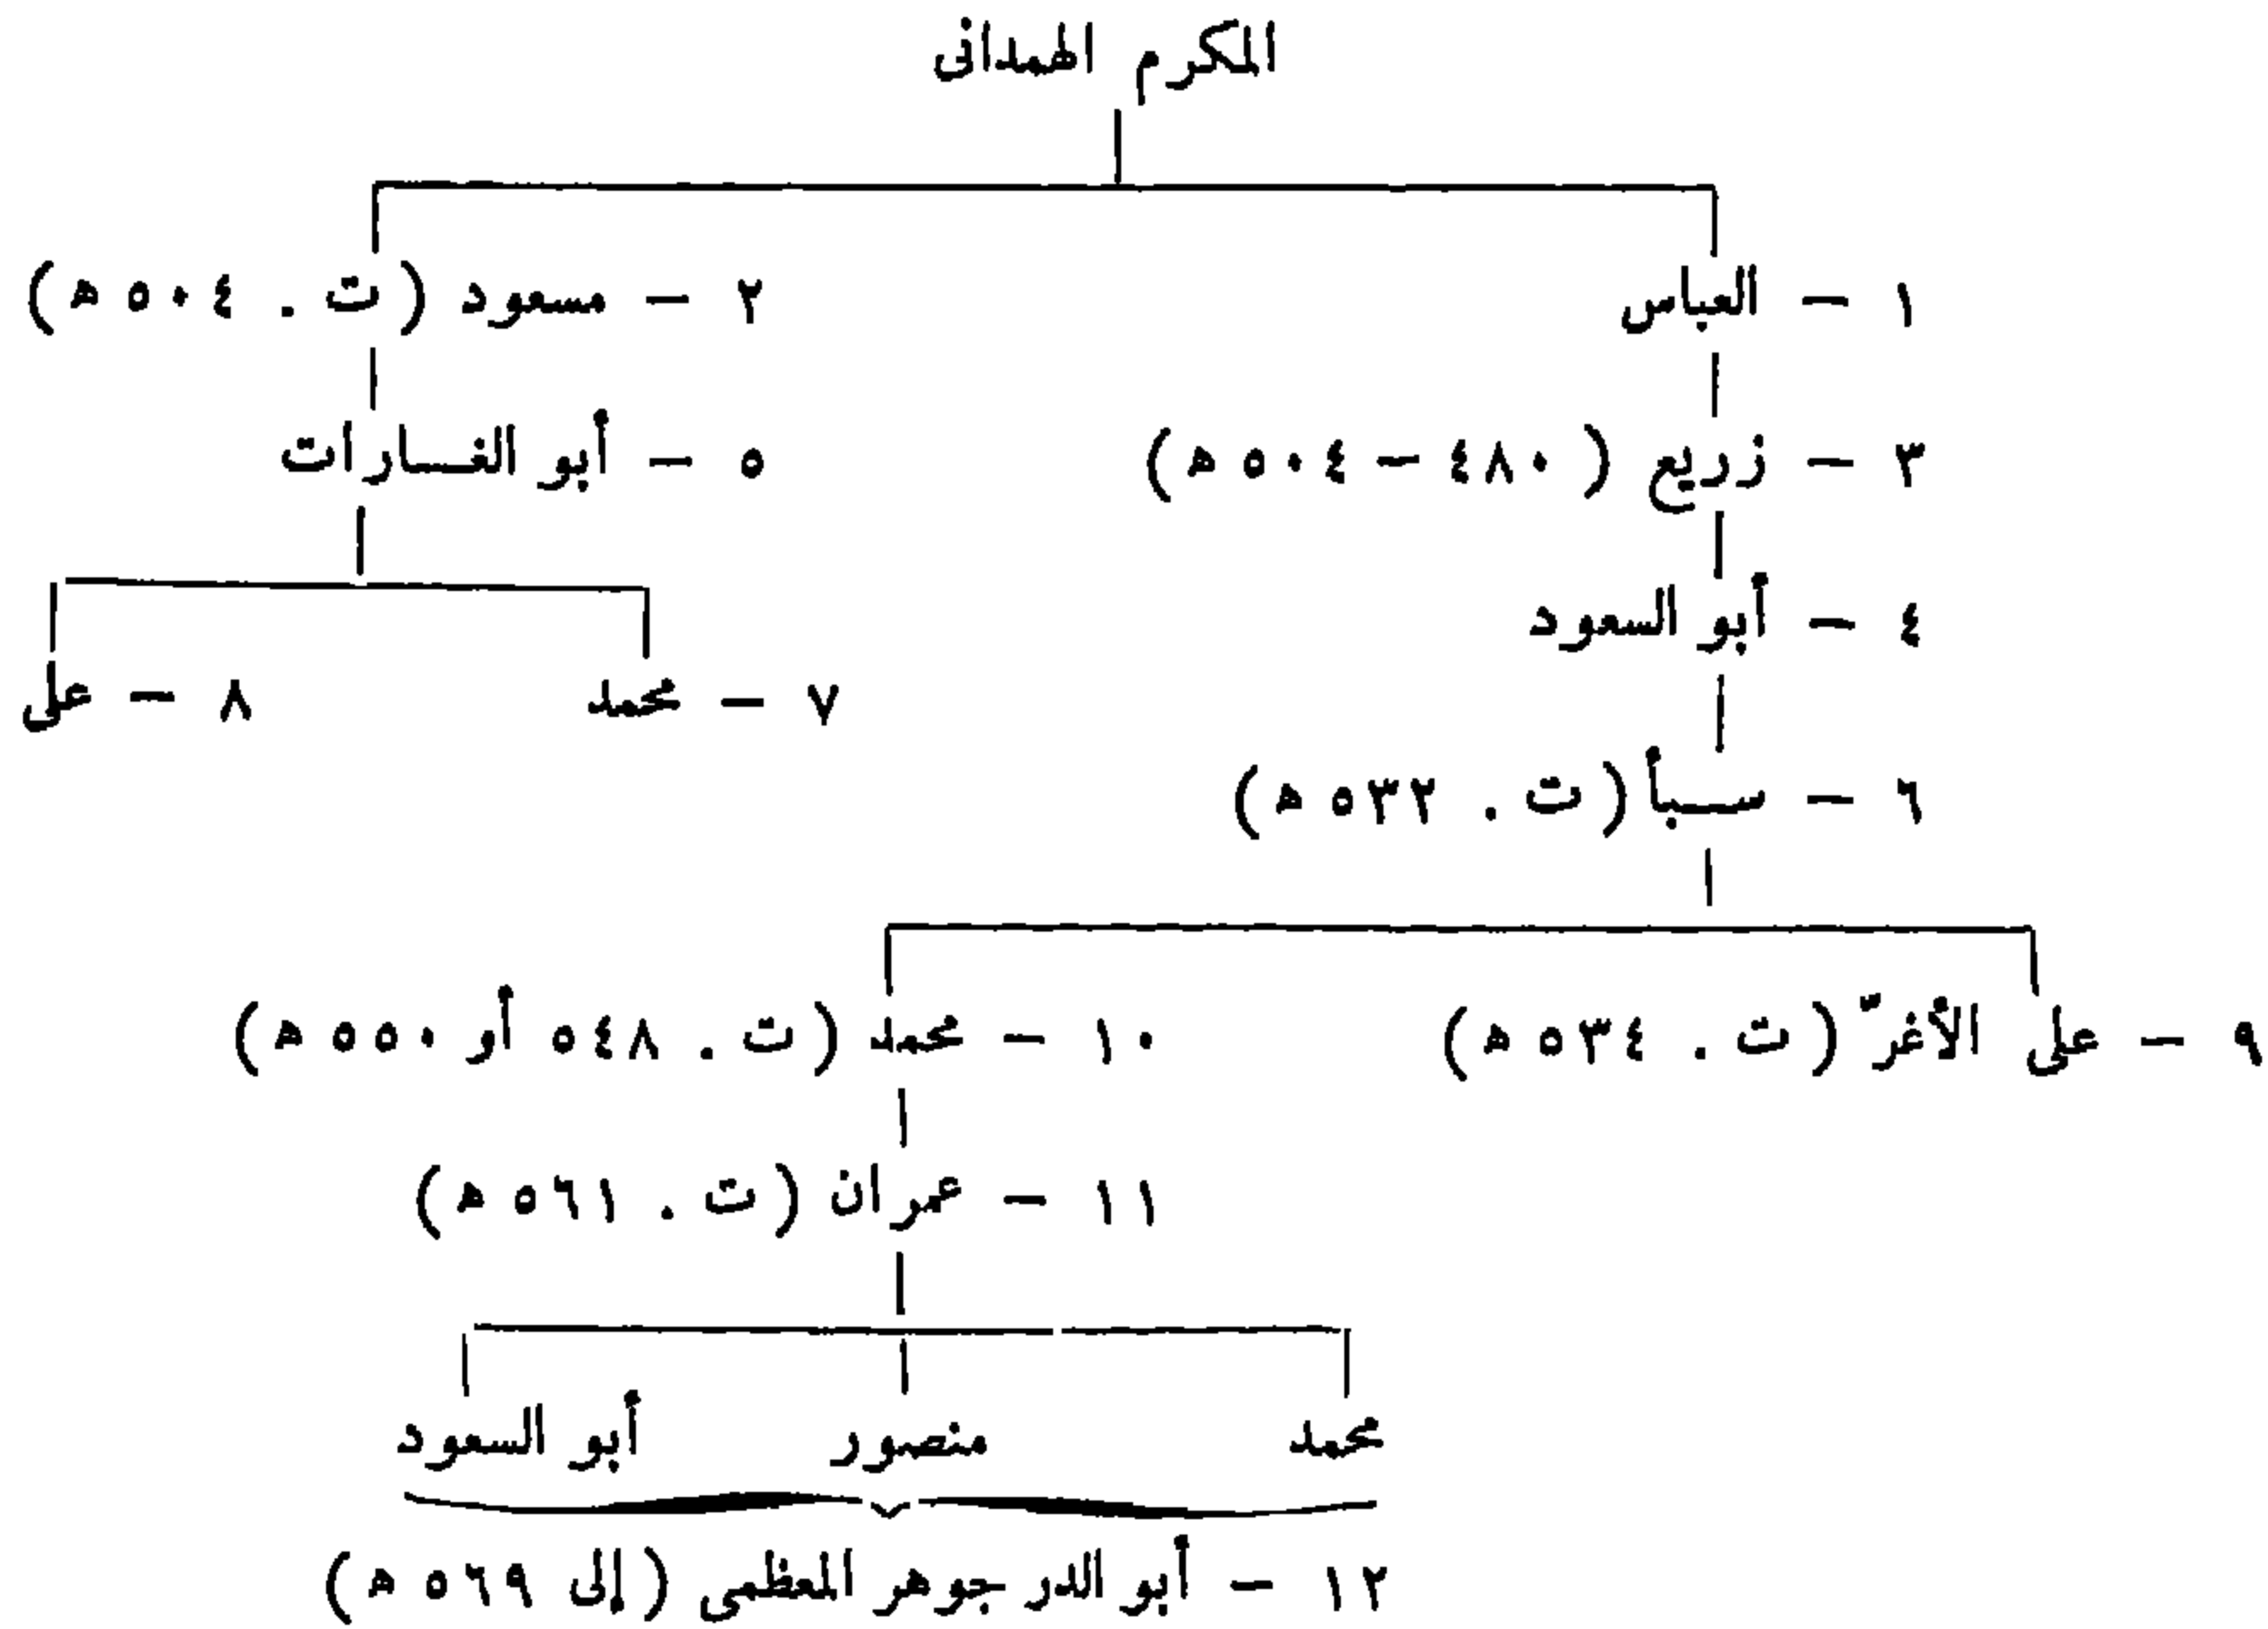 المكرم الهمدانى
١ — العباس
٢ — مسعود (ت . ٥٠٤ ھ)
٣ — زريع (٤٨٠ — ٥٠٤ ھ)
٥ — أبو الغـارات
٤ — أبو السعود
٧ — محمد
٨ — على
٦ — سـبأ (ت . ٥٣٢ ھ)
٩ — على الأغرّ (ت . ٥٣٤ ھ)
١٠ — محمد (ت . ٥٤٨ أو ٥٥٠ ھ)
١١ — عمران (ت . ٥٦١ ھ)
محمد
منصور
أبو السعود
١٢ — أبو الدر جوهر المعظمى (إلى ٥٦٩ ھ)